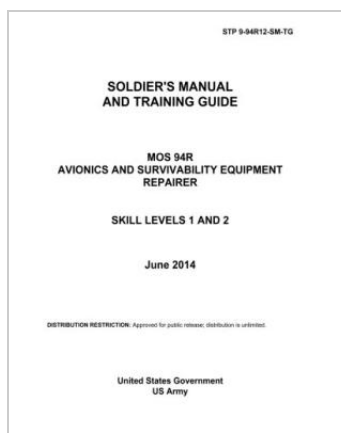 STP 9-94R12-SM-TG
SOLDIER'S MANUAL
AND TRAINING GUIDE
MOS 94R
AVIONICS AND SURVIVABILITY EQUIPMENT
REPAIRER
SKILL LEVELS 1 AND 2
June 2014
DISTRIBUTION RESTRICTION: Approved for public release; distribution is unlimited.
United States Government
US Army